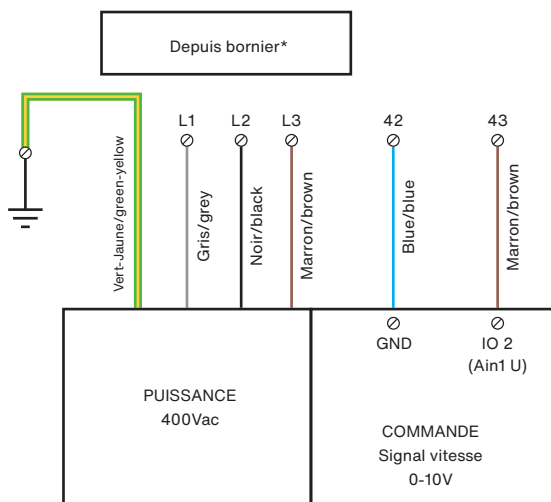 Depuis bornier*
L1
L2
L3
42
43
Vert-Jaune/green-yellow
Gris/grey
Noir/black
Marron/brown
Blue/blue
Marron/brown
GND
IO 2
(Ain1 U)
PUISSANCE
400Vac
COMMANDE
Signal vitesse
0-10V